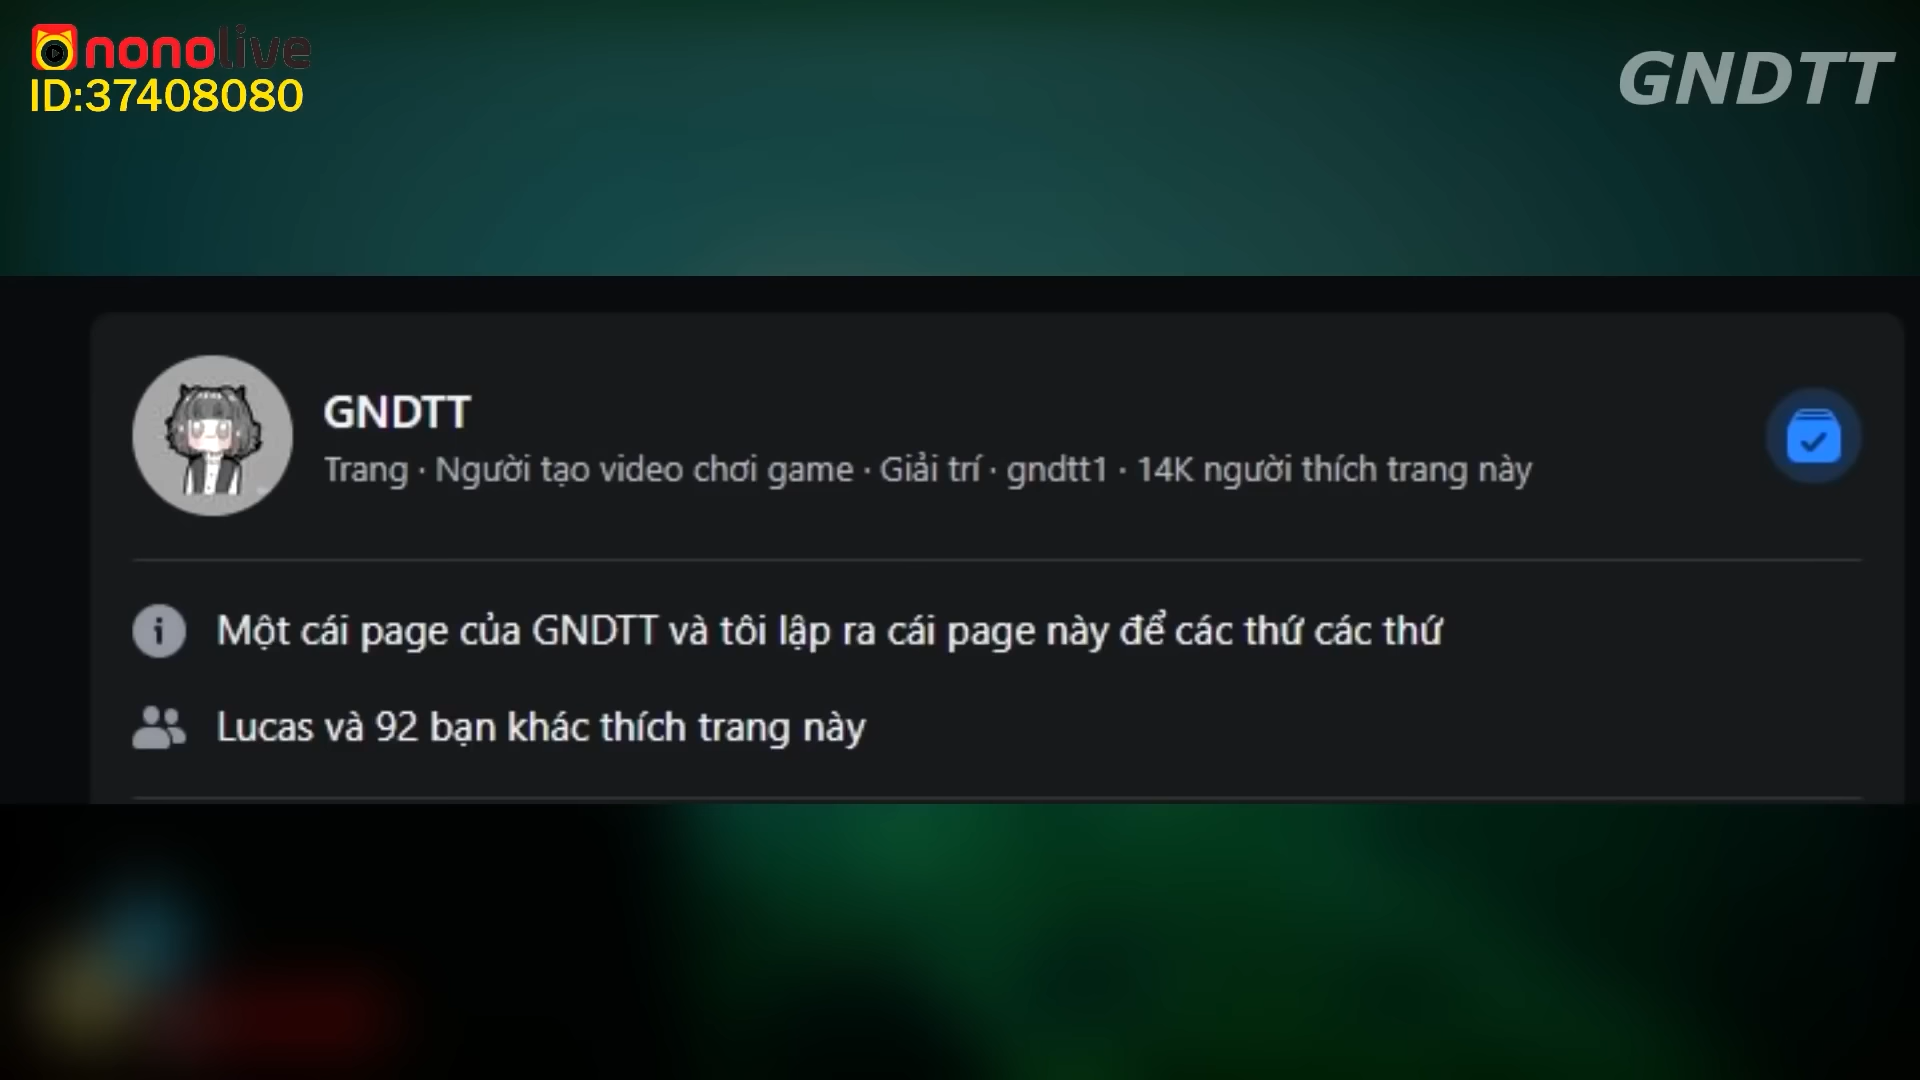 nonolive
ID:37408080
GNDTT
GNDTT
Trang · Người tạo video chơi game · Giải trí · gndtt1 · 14K người thích trang này
Một cái page của GNDTT và tôi lập ra cái page này để các thứ các thứ
Lucas và 92 bạn khác thích trang này